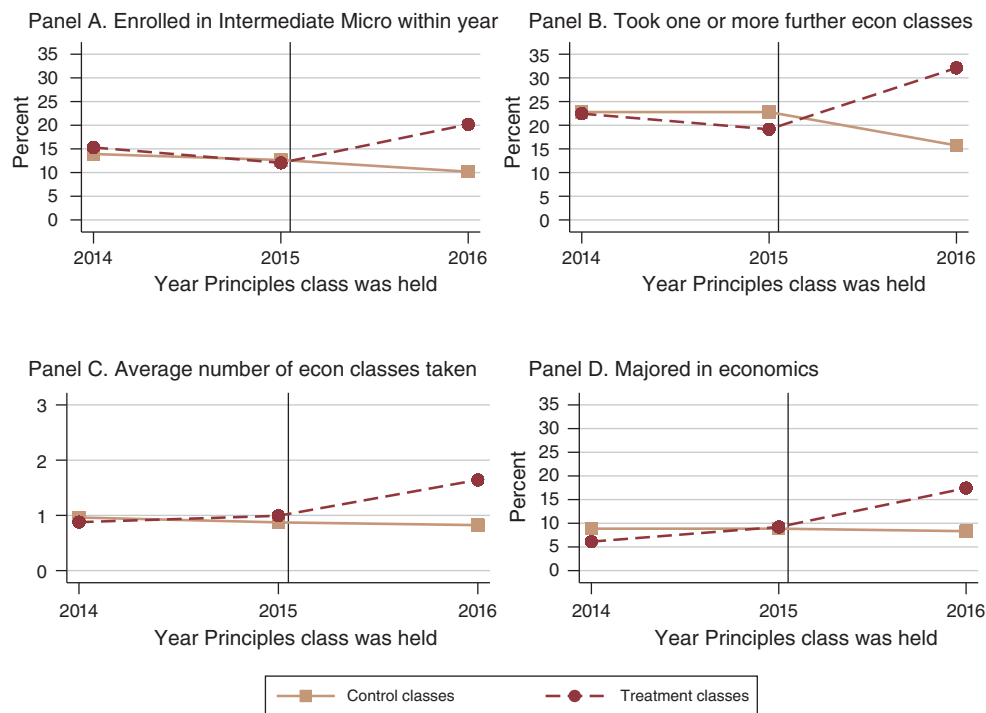 Panel A. Enrolled in Intermediate Micro within year
Percent
35
30
25
20
15
10
5
0
2014 2015 2016
Year Principles class was held
Panel B. Took one or more further econ classes
Percent
35
30
25
20
15
10
5
0
2014 2015 2016
Year Principles class was held
Panel C. Average number of econ classes taken
3
2
1
0
2014 2015 2016
Year Principles class was held
Panel D. Majored in economics
Percent
35
30
25
20
15
10
5
0
2014 2015 2016
Year Principles class was held
Control classes Treatment classes